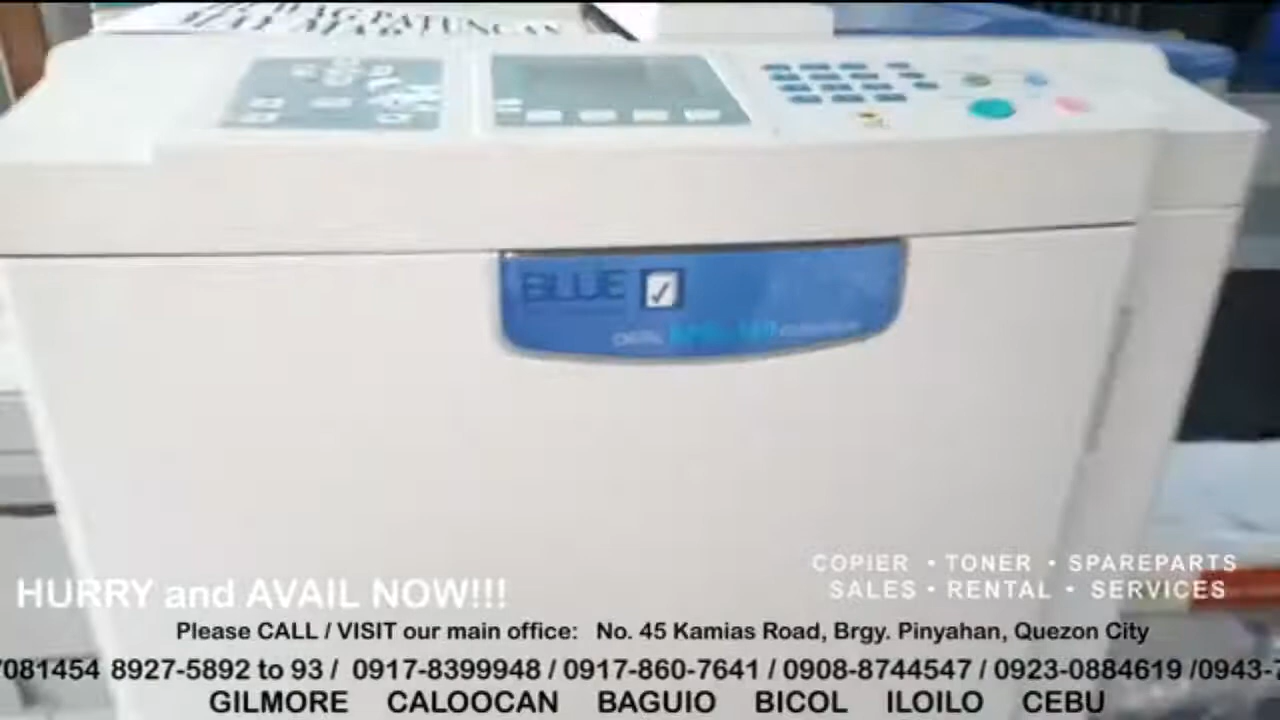 BLUE
COPIER • TONER • SPAREPARTS
SALES • RENTAL • SERVICES
HURRY and AVAIL NOW!!!
Please CALL / VISIT our main office: No. 45 Kamias Road, Brgy. Pinyahan, Quezon City
081454 8927-5892 to 93 / 0917-8399948 / 0917-860-7641 / 0908-8744547 / 0923-0884619 /0943-
GILMORE CALOOCAN BAGUIO BICOL ILOILO CEBU